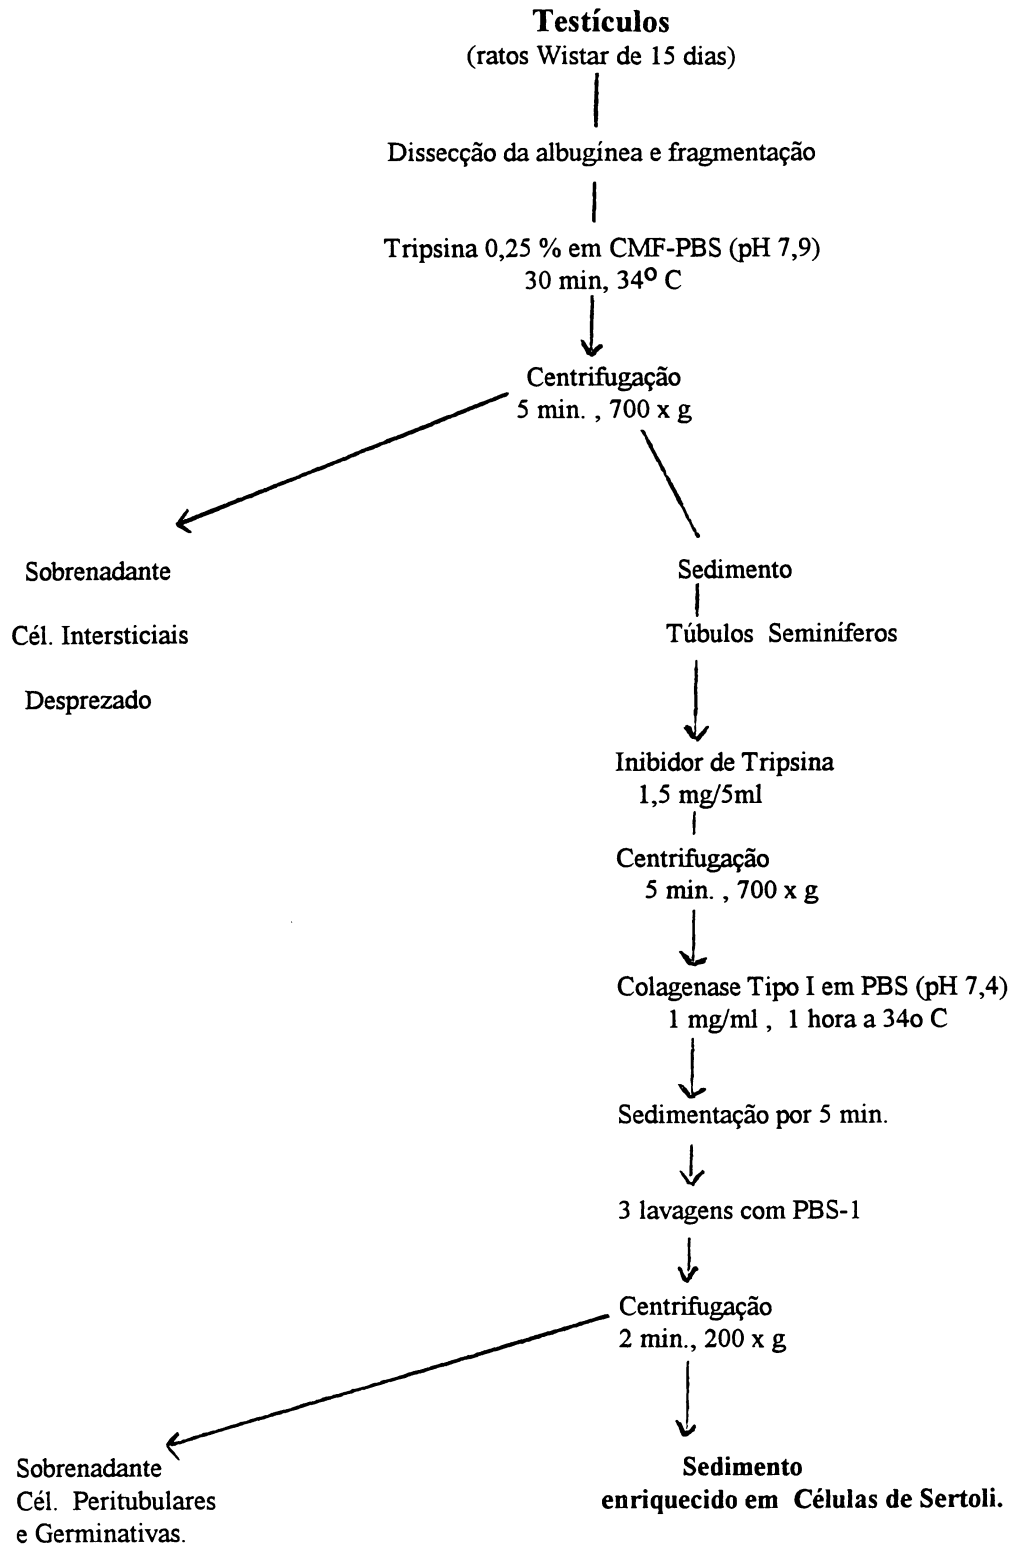 Testículos
(ratos Wistar de 15 dias)
Dissecção da albugínea e fragmentação
Tripsina 0,25 % em CMF-PBS (pH 7,9)
30 min, 34º C
Centrifugação
5 min. , 700 x g
Sobrenadante
Cél. Intersticiais
Desprezado
Sedimento
Túbulos Seminíferos
Inibidor de Tripsina
1,5 mg/5ml
Centrifugação
5 min. , 700 x g
Colagenase Tipo I em PBS (pH 7,4)
1 mg/ml , 1 hora a 34o C
Sedimentação por 5 min.
3 lavagens com PBS-1
Centrifugação
2 min., 200 x g
Sobrenadante
Cél. Peritubulares
e Germinativas.
Sedimento
enriquecido em Células de Sertoli.